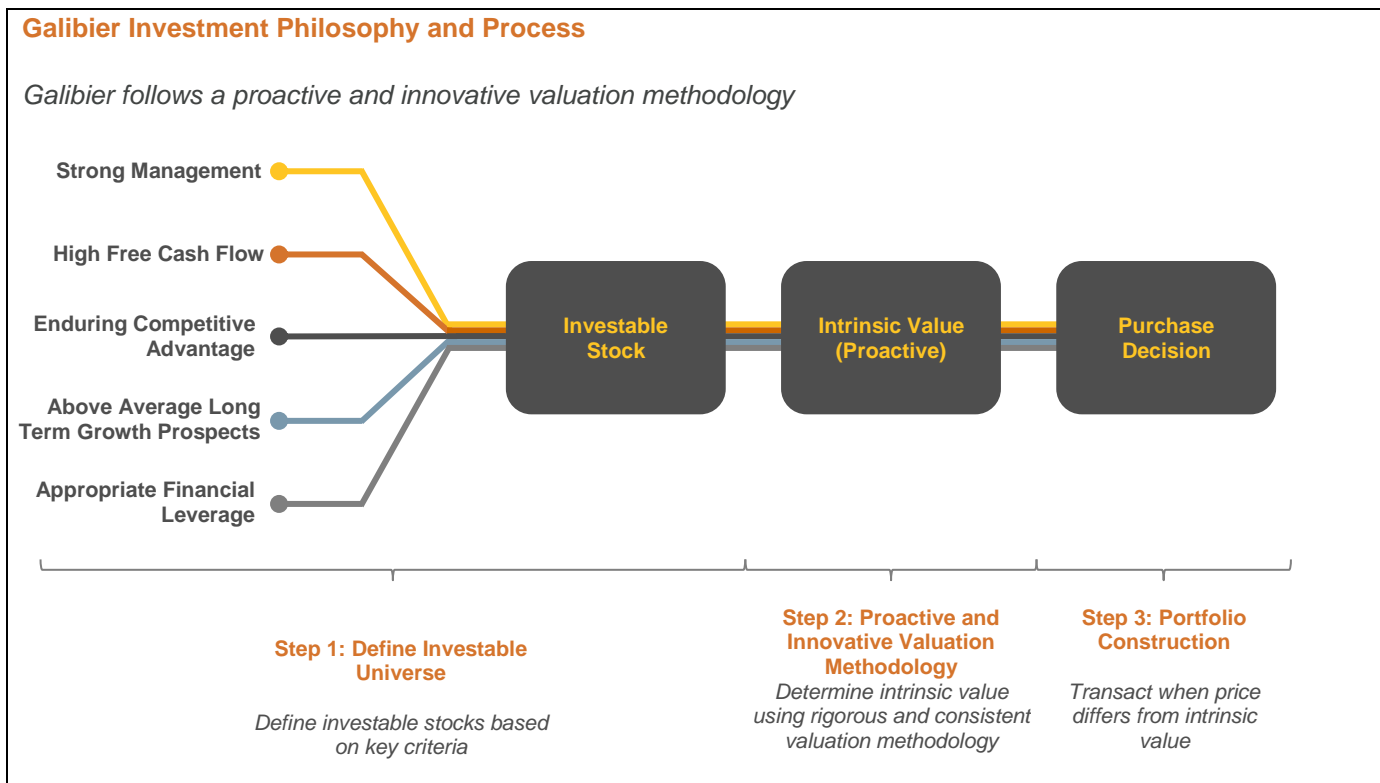 Galibier Investment Philosophy and Process
Galibier follows a proactive and innovative valuation methodology
Strong Management
High Free Cash Flow
Enduring Competitive
Advantage
Above Average Long
Term Growth Prospects
Appropriate Financial
Leverage
Investable
Stock
Intrinsic Value
(Proactive)
Purchase
Decision
Step 1: Define Investable
Universe
Define investable stocks based
on key criteria
Step 2: Proactive and
Innovative Valuation
Methodology
Determine intrinsic value
using rigorous and consistent
valuation methodology
Step 3: Portfolio
Construction
Transact when price
differs from intrinsic
value